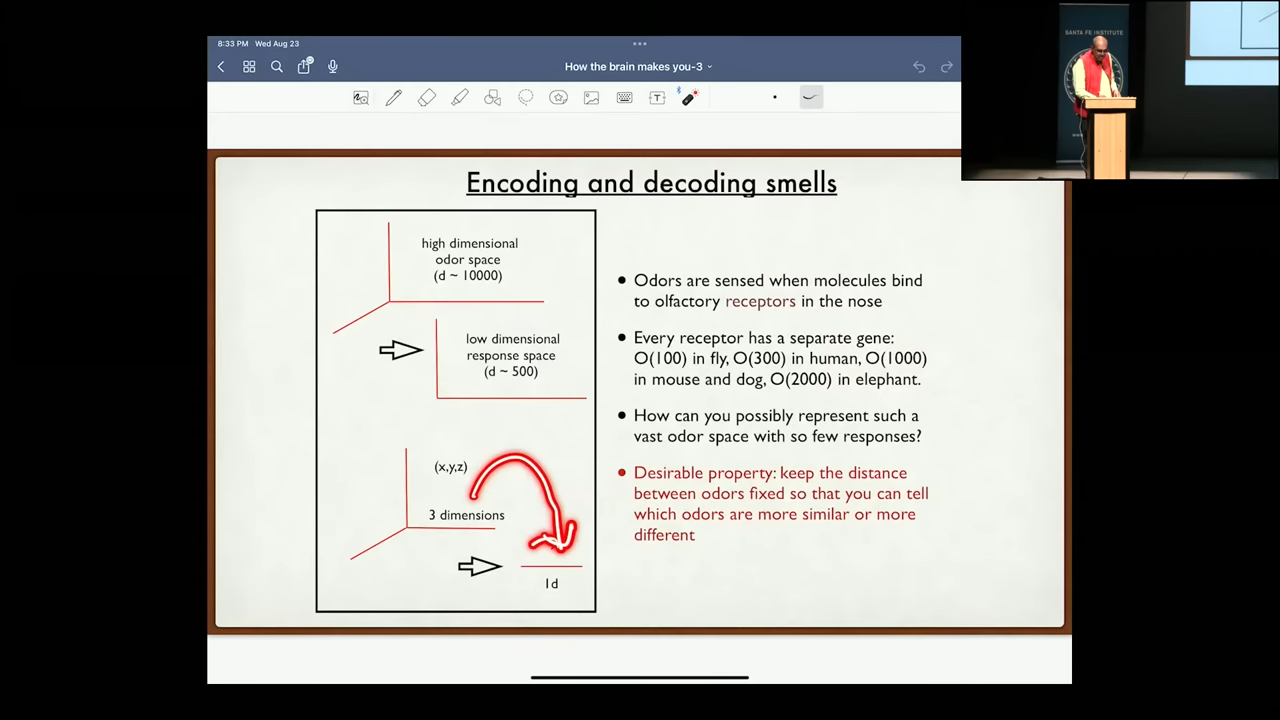 8:33 PM Wed Aug 23
How the brain makes you-3
SANTA FE INSTITUTE
Encoding and decoding smells
high dimensional
odor space
(d ~ 10000)
low dimensional
response space
(d ~ 500)
(x,y,z)
3 dimensions
1d
• Odors are sensed when molecules bind
to olfactory receptors in the nose
• Every receptor has a separate gene:
O(100) in fly, O(300) in human, O(1000)
in mouse and dog, O(2000) in elephant.
• How can you possibly represent such a
vast odor space with so few responses?
• Desirable property: keep the distance
between odors fixed so that you can tell
which odors are more similar or more
different